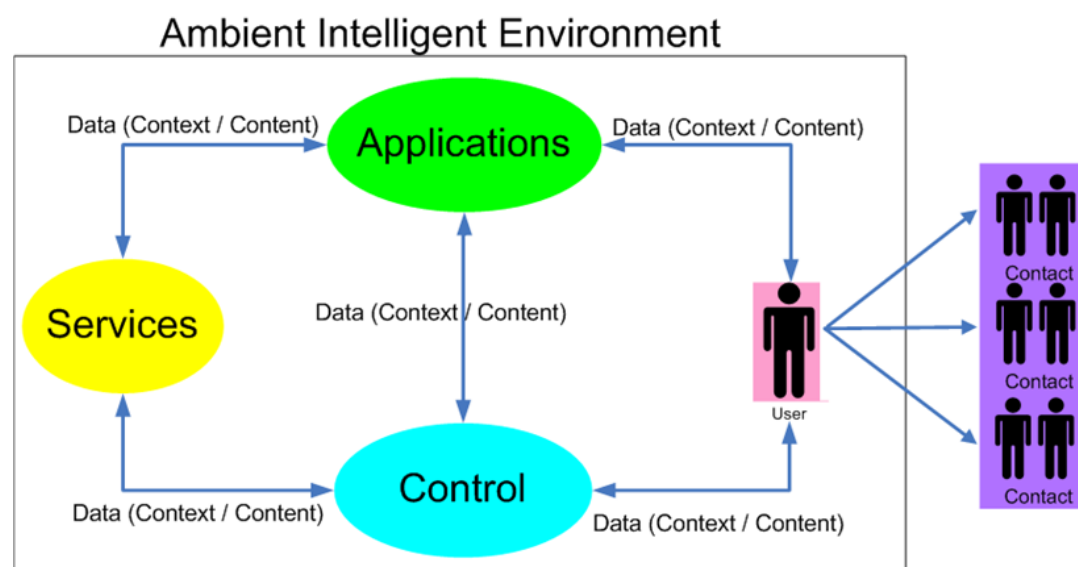 Ambient Intelligent Environment
Data (Context / Content)
Applications
Data (Context / Content)
Services
Data (Context / Content)
User
Contact
Contact
Contact
Control
Data (Context / Content)
Data (Context / Content)